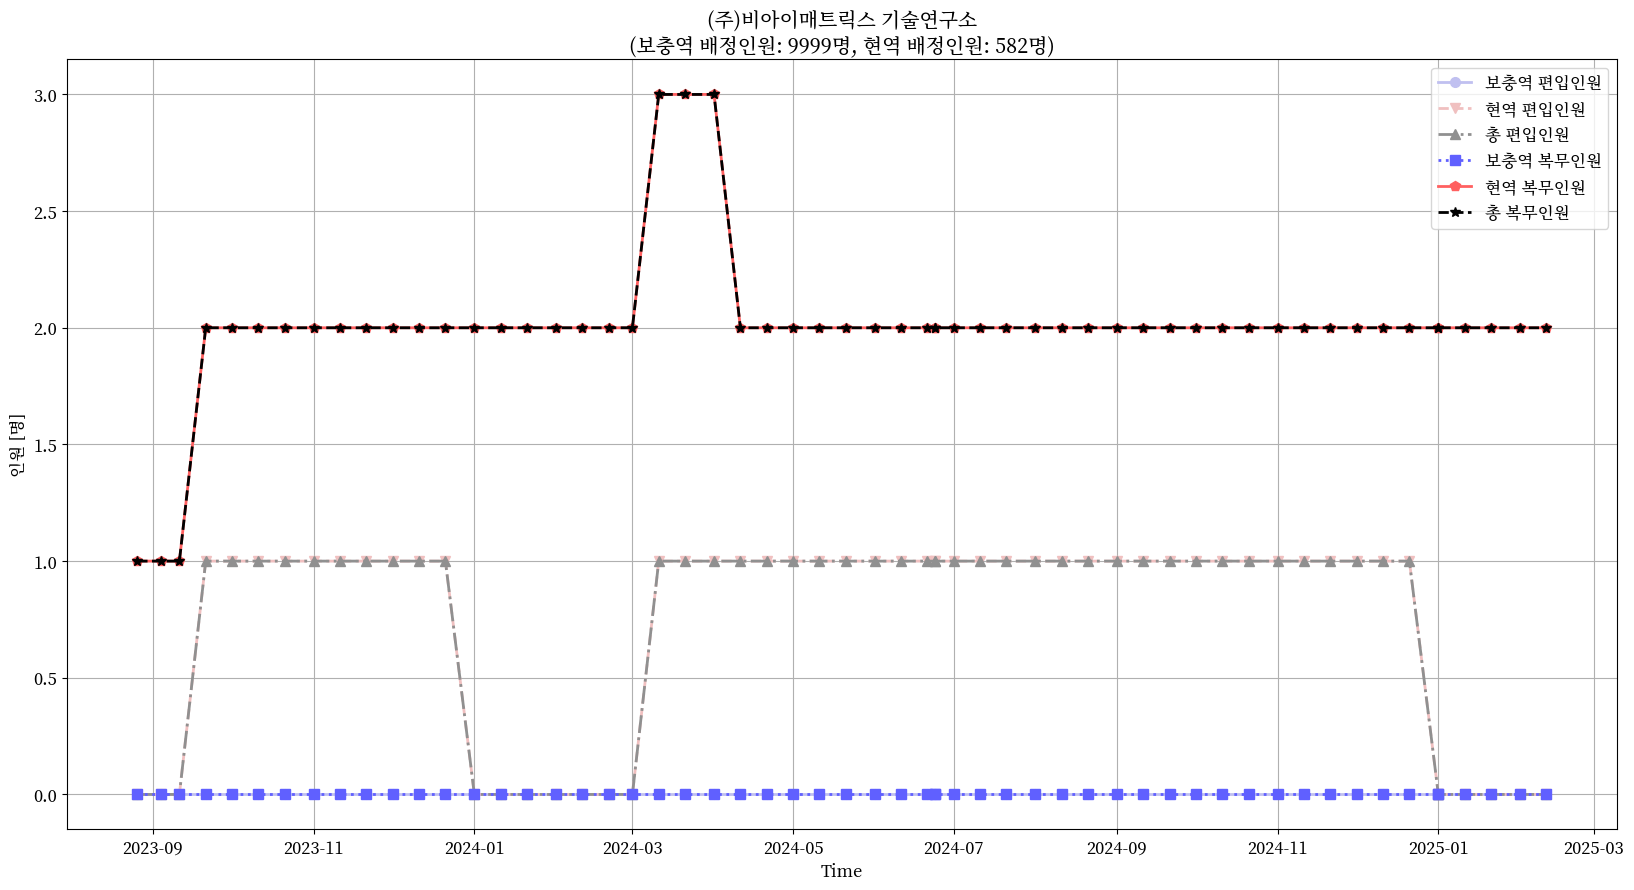 (주)비아이매트릭스 기술연구소
(보충역 배정인원: 9999명, 현역 배정인원: 582명)
보충역 편입인원
현역 편입인원
총 편입인원
보충역 복무인원
현역 복무인원
총 복무인원
인원 [명]
3.0
2.5
2.0
1.5
1.0
0.5
0.0
2023-09 2023-11 2024-01 2024-03 2024-05 2024-07 2024-09 2024-11 2025-01 2025-03
Time